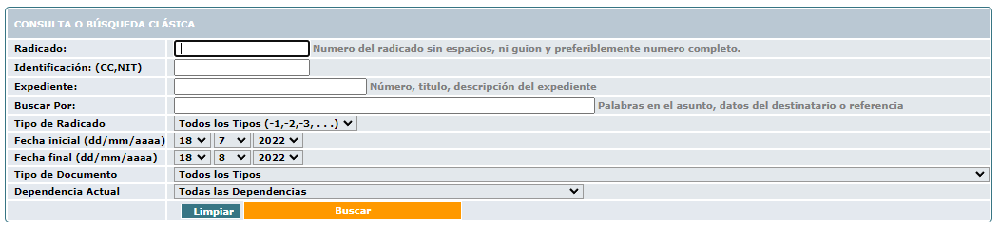 CONSULTA O BÚSQUEDA CLÁSICA
Radicado: Numero del radicado sin espacios, ni guion y preferiblemente numero completo.
Identificación: (CC,NIT)
Expediente: Número, titulo, descripción del expediente
Buscar Por: Palabras en el asunto, datos del destinatario o referencia
Tipo de Radicado Todos los Tipos (-1,-2,-3, . . .)
Fecha inicial (dd/mm/aaaa) 18 7 2022
Fecha final (dd/mm/aaaa) 18 8 2022
Tipo de Documento Todos los Tipos
Dependencia Actual Todas las Dependencias
Limpiar Buscar